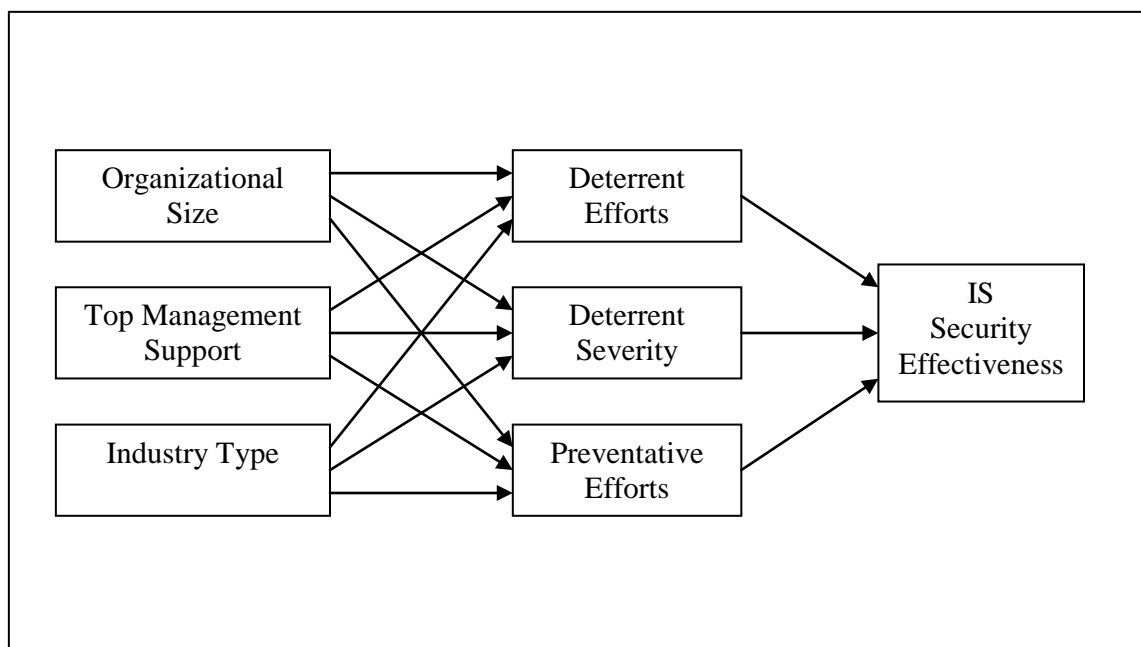 Organizational
Size
Deterrent
Efforts
Top Management
Support
Deterrent
Severity
IS
Security
Effectiveness
Industry Type
Preventative
Efforts